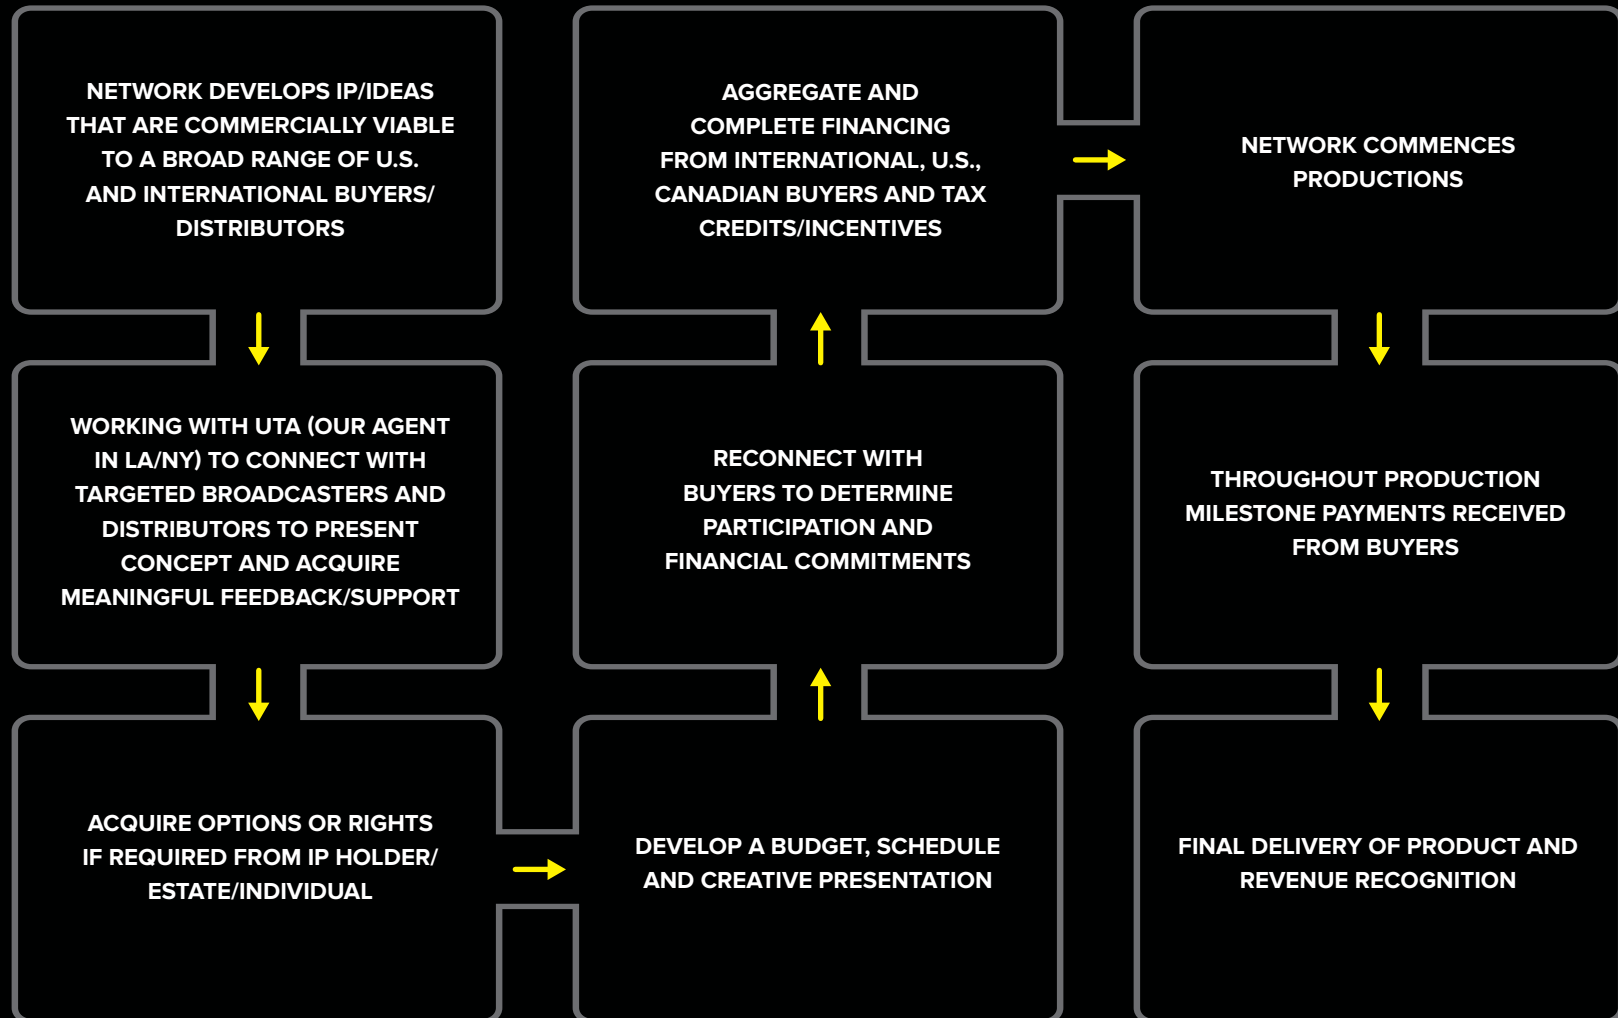 NETWORK DEVELOPS IP/IDEAS
THAT ARE COMMERCIALLY VIABLE
TO A BROAD RANGE OF U.S.
AND INTERNATIONAL BUYERS/
DISTRIBUTORS
WORKING WITH UTA (OUR AGENT
IN LA/NY) TO CONNECT WITH
TARGETED BROADCASTERS AND
DISTRIBUTORS TO PRESENT
CONCEPT AND ACQUIRE
MEANINGFUL FEEDBACK/SUPPORT
ACQUIRE OPTIONS OR RIGHTS
IF REQUIRED FROM IP HOLDER/
ESTATE/INDIVIDUAL
DEVELOP A BUDGET, SCHEDULE
AND CREATIVE PRESENTATION
RECONNECT WITH
BUYERS TO DETERMINE
PARTICIPATION AND
FINANCIAL COMMITMENTS
AGGREGATE AND
COMPLETE FINANCING
FROM INTERNATIONAL, U.S.,
CANADIAN BUYERS AND TAX
CREDITS/INCENTIVES
NETWORK COMMENCES
PRODUCTIONS
THROUGHOUT PRODUCTION
MILESTONE PAYMENTS RECEIVED
FROM BUYERS
FINAL DELIVERY OF PRODUCT AND
REVENUE RECOGNITION